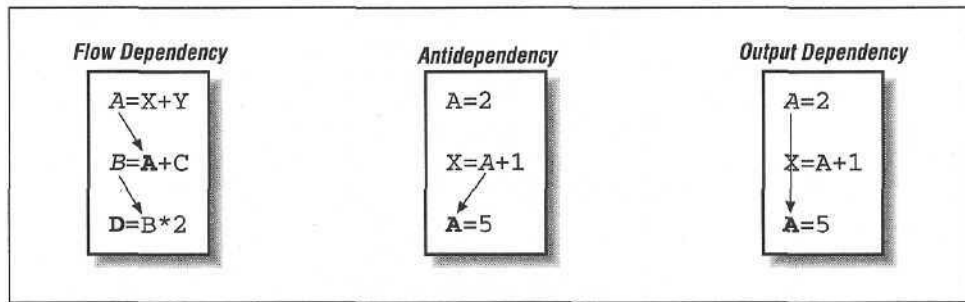 Flow Dependency
A=X+Y
B=A+C
D=B*2
Antidependency
A=2
X=A+1
A=5
Output Dependency
A=2
X=A+1
A=5